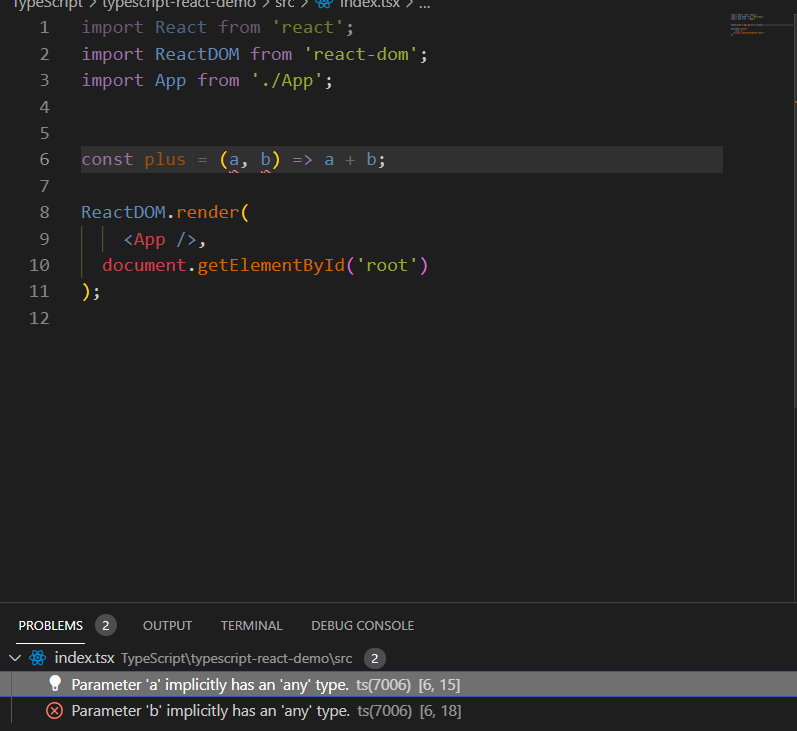 TypeScript > typescript-react-demo > src > index.tsx > ...
1 import React from 'react';
2 import ReactDOM from 'react-dom';
3 import App from './App';
4
5
6 const plus = (a, b) => a + b;
7
8 ReactDOM.render(
9 <App />,
10 document.getElementById('root')
11 );
12
PROBLEMS 2 OUTPUT TERMINAL DEBUG CONSOLE
index.tsx TypeScript\typescript-react-demo\src 2
Parameter 'a' implicitly has an 'any' type. ts(7006) [6, 15]
Parameter 'b' implicitly has an 'any' type. ts(7006) [6, 18]